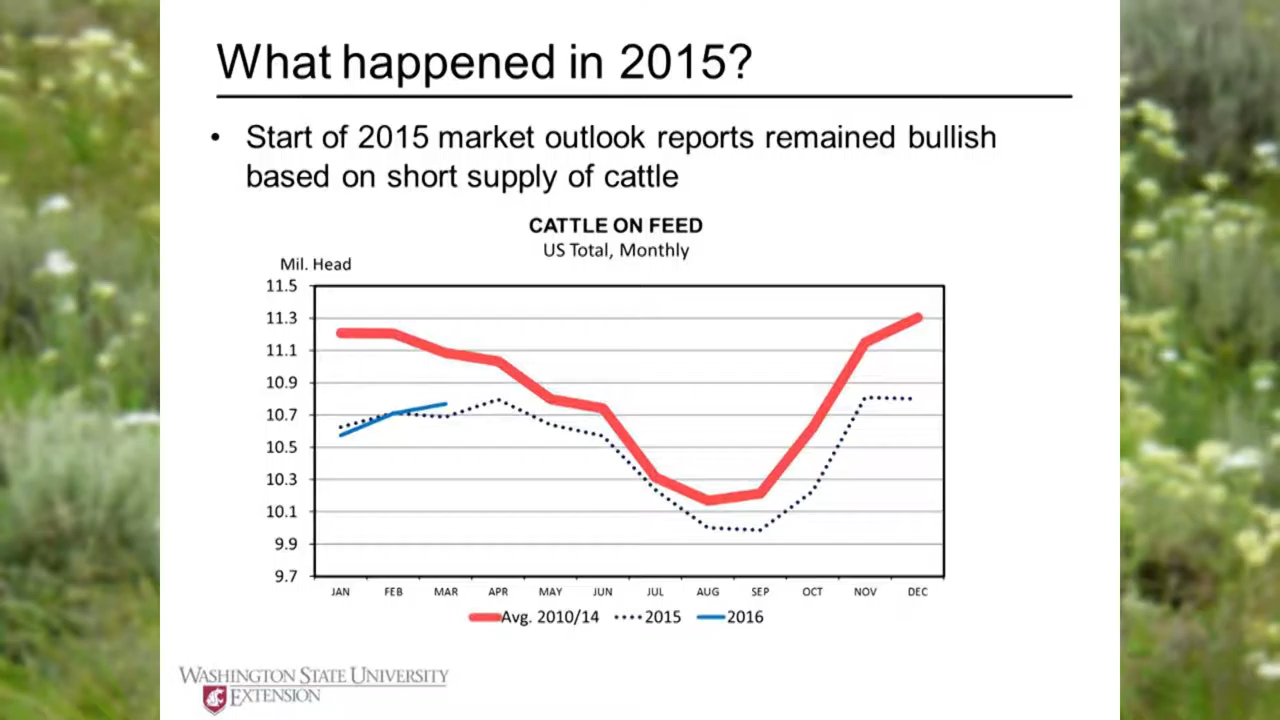 What happened in 2015?
• Start of 2015 market outlook reports remained bullish
based on short supply of cattle
CATTLE ON FEED
US Total, Monthly
Mil. Head
11.5
11.3
11.1
10.9
10.7
10.5
10.3
10.1
9.9
9.7
JAN FEB MAR APR MAY JUN JUL AUG SEP OCT NOV DEC
Avg. 2010/14 2015 2016
WASHINGTON STATE UNIVERSITY
EXTENSION